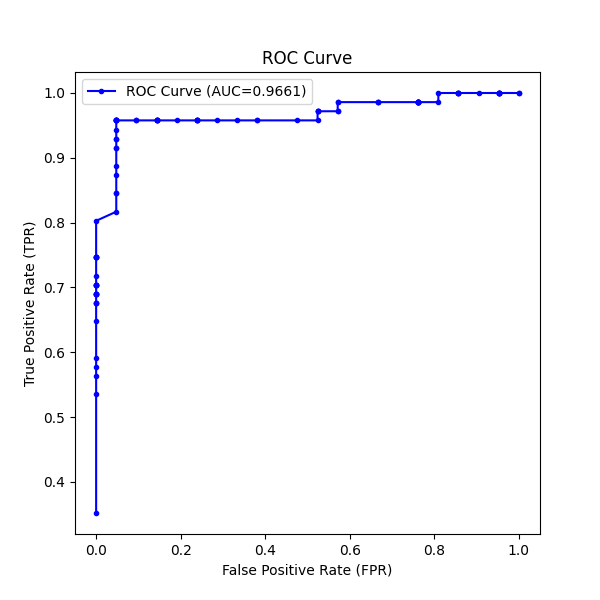 ROC Curve
ROC Curve (AUC=0.9661)
1.0
0.9
0.8
0.7
0.6
0.5
0.4
True Positive Rate (TPR)
0.0 0.2 0.4 0.6 0.8 1.0
False Positive Rate (FPR)